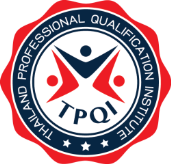 THAILAND PROFESSIONAL QUALIFICATION INSTITUTE
TPQI